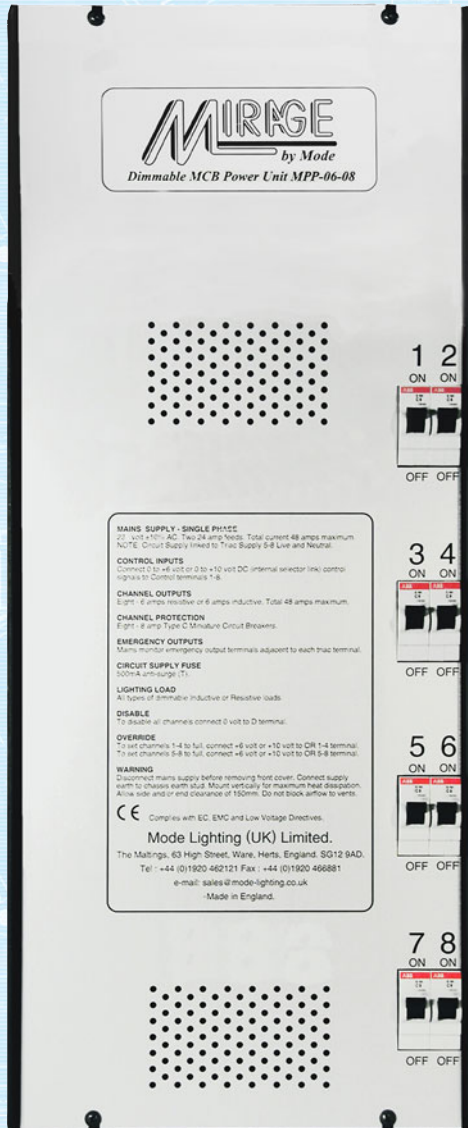 MIRAGE
by Mode
Dimmable MCB Power Unit MPP-06-08
1 2
ON ON
ABB ABB
OFF OFF
3 4
ON ON
ABB ABB
OFF OFF
5 6
ON ON
ABB ABB
OFF OFF
7 8
ON ON
ABB ABB
OFF OFF
MAINS SUPPLY - SINGLE PHASE
volt ±10% AC. Two 24 amp feeds. Total current 48 amps maximum.
NOTE: Circuit Supply linked to Triac Supply 5-8 Live and Neutral.
CONTROL INPUTS
Connect 0 to +6 volt or 0 to +10 volt DC (internal selector link) control
signals to Control terminals 1-8.
CHANNEL OUTPUTS
Eight - 6 amps resistive or 6 amps inductive. Total 48 amps maximum.
CHANNEL PROTECTION
Eight - 8 amp Type C Miniature Circuit Breakers.
EMERGENCY OUTPUTS
Mains monitor emergency output terminals adjacent to each triac terminal.
CIRCUIT SUPPLY FUSE
500mA anti-surge (T).
LIGHTING LOAD
All types of dimmable Inductive or Resistive loads.
DISABLE
To disable all channels connect 0 volt to D terminal.
OVERRIDE
To set channels 1-4 to full, connect +6 volt or +10 volt to OR 1-4 terminal.
To set channels 5-8 to full, connect +6 volt or +10 volt to OR 5-8 terminal.
WARNING
Disconnect mains supply before removing front cover. Connect supply
earth to chassis earth stud. Mount vertically for maximum heat dissipation.
Allow side and or end clearance of 150mm. Do not block airflow to vents.
CE Complies with EC, EMC and Low Voltage Directives.
Mode Lighting (UK) Limited.
The Maltings, 63 High Street, Ware, Herts, England. SG12 9AD.
Tel : +44 (0)1920 462121 Fax : +44 (0)1920 466881
e-mail: sales@mode-lighting.co.uk
-Made in England.